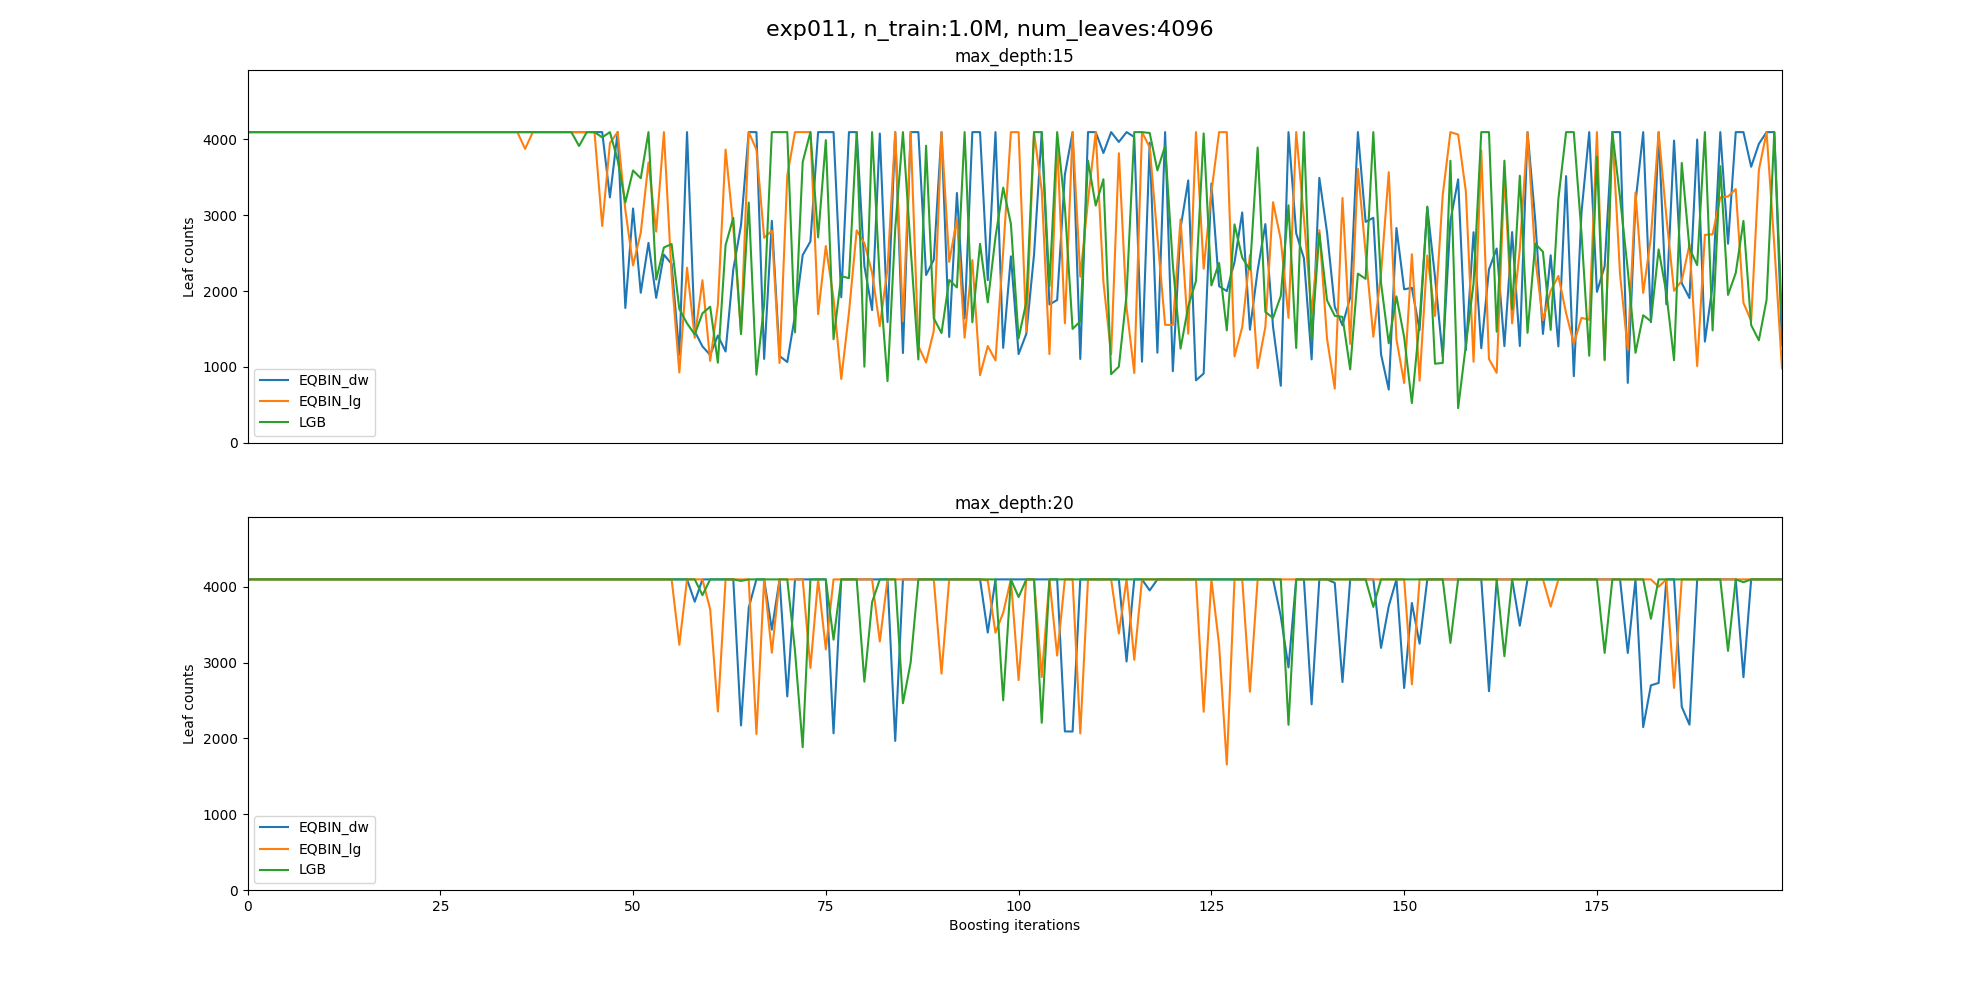 exp011, n_train:1.0M, num_leaves:4096
max_depth:15
Leaf counts
4000
3000
2000
1000
0
EQBIN_dw
EQBIN_lg
LGB
max_depth:20
Leaf counts
4000
3000
2000
1000
0
EQBIN_dw
EQBIN_lg
LGB
0 25 50 75 100 125 150 175
Boosting iterations